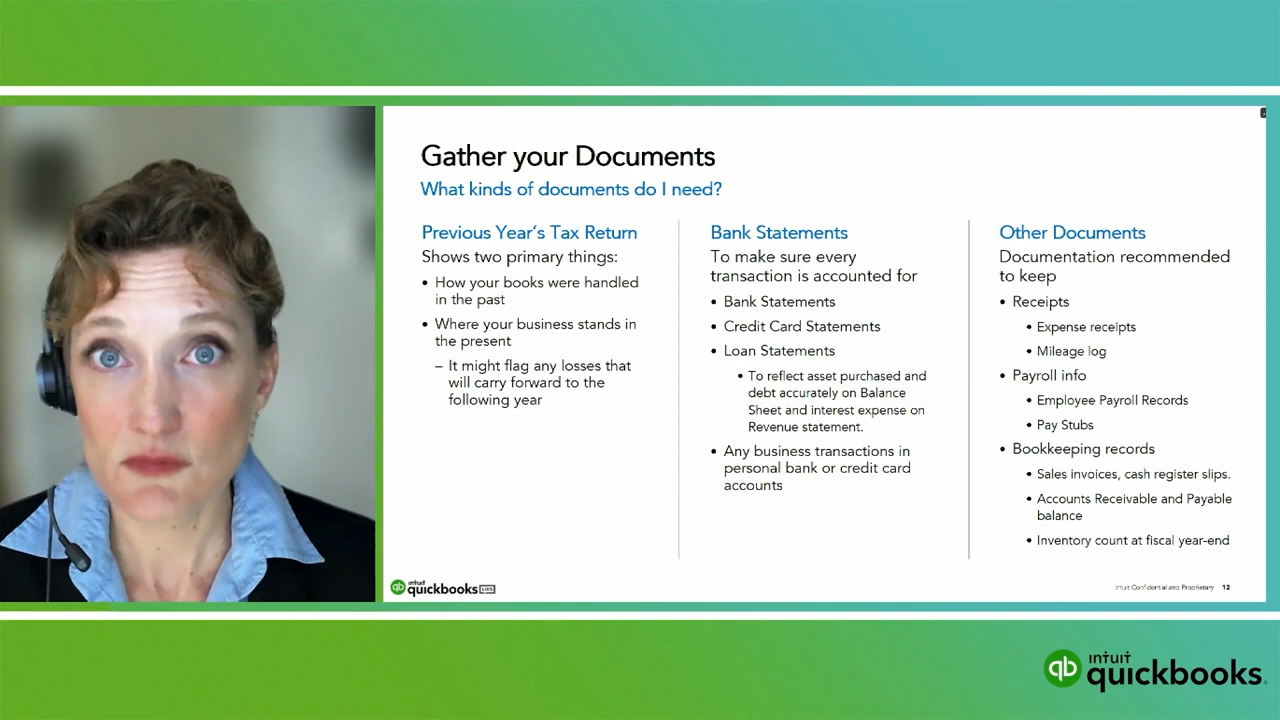 Gather your Documents
What kinds of documents do I need?
Previous Year's Tax Return
Shows two primary things:
• How your books were handled
in the past
• Where your business stands in
the present
– It might flag any losses that
will carry forward to the
following year
Bank Statements
To make sure every
transaction is accounted for
• Bank Statements
• Credit Card Statements
• Loan Statements
• To reflect asset purchased and
debt accurately on Balance
Sheet and interest expense on
Revenue statement.
• Any business transactions in
personal bank or credit card
accounts
Other Documents
Documentation recommended
to keep
• Receipts
• Expense receipts
• Mileage log
• Payroll info
• Employee Payroll Records
• Pay Stubs
• Bookkeeping records
• Sales invoices, cash register slips.
• Accounts Receivable and Payable
balance
• Inventory count at fiscal year-end
qb intuit
quickbooks LIVE
Intuit Confidential and Proprietary 12
qb intuit
quickbooks.